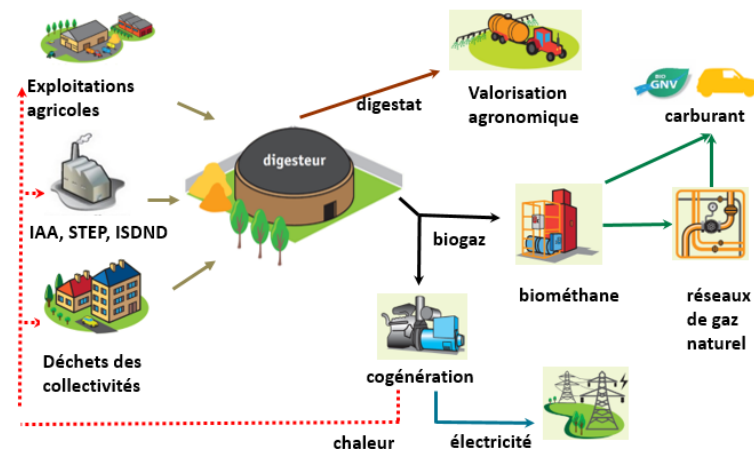 Exploitations
agricoles
IAA, STEP, ISDND
Déchets des
collectivités
digesteur
digestat
Valorisation
agronomique
BIO
GNV
carburant
biogaz
biométhane
réseaux
de gaz
naturel
cogénération
chaleur
électricité